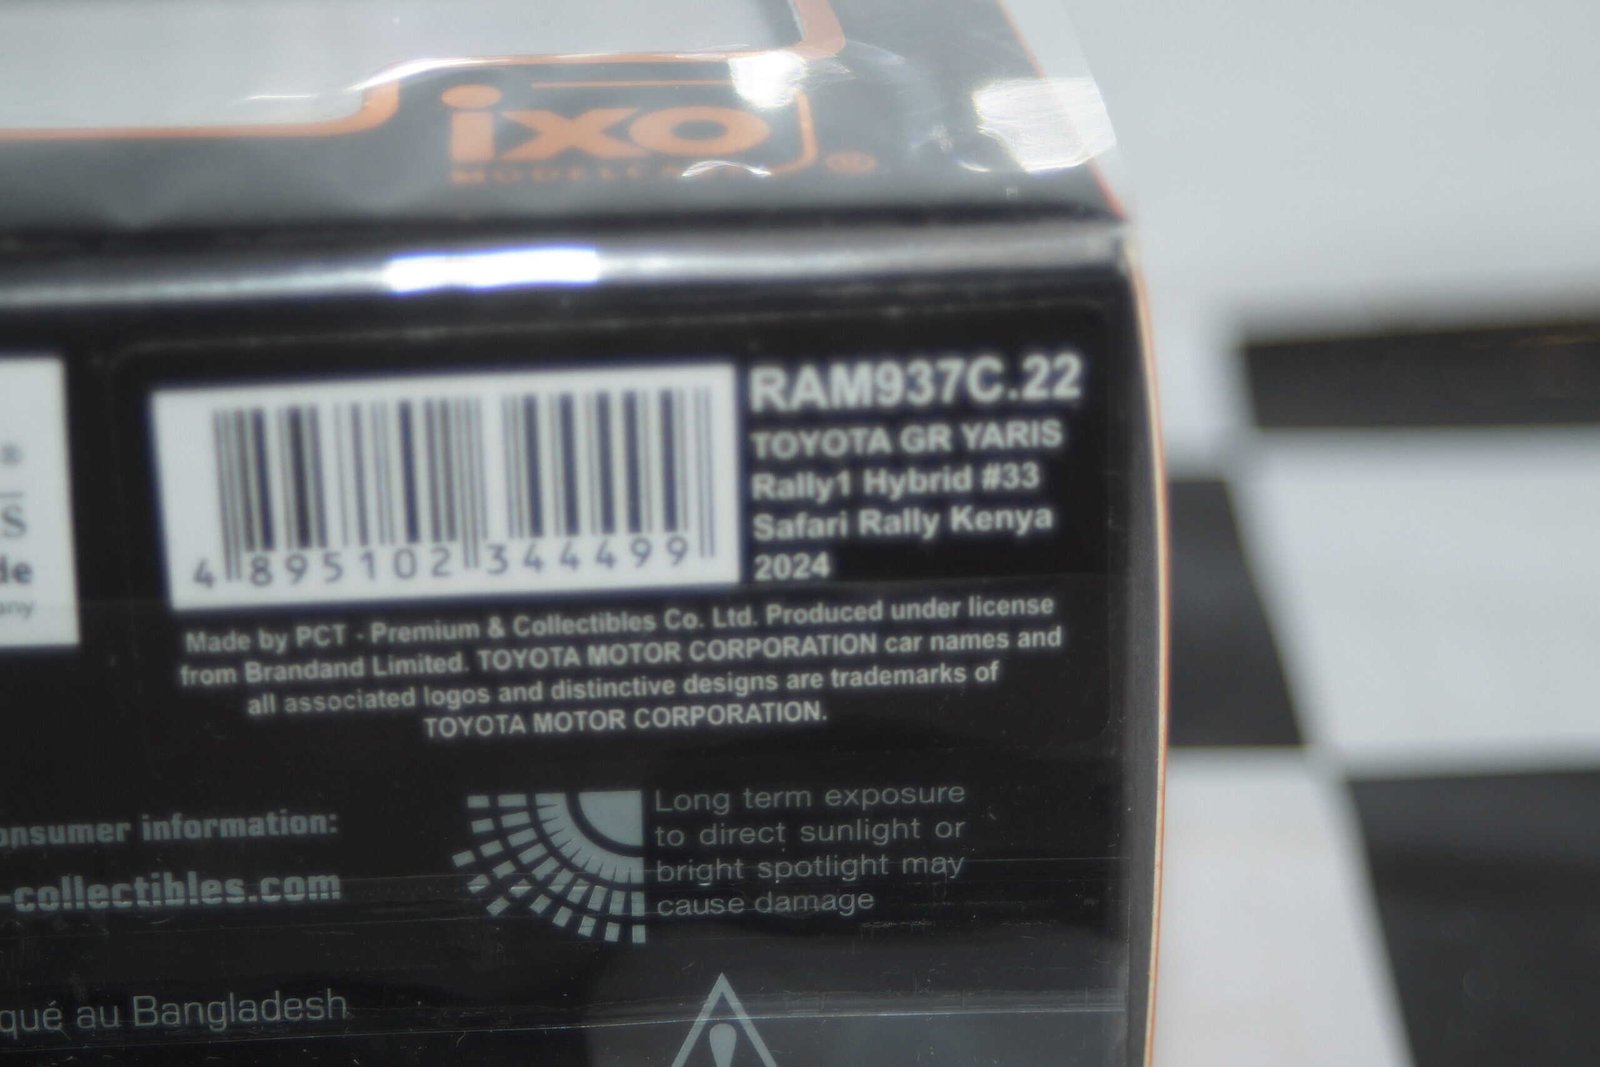 ixo
MODELCARS
®
RAM937C.22
TOYOTA GR YARIS
Rally1 Hybrid #33
Safari Rally Kenya
2024
4 895102 344499
®
S
de
any
Made by PCT - Premium & Collectibles Co. Ltd. Produced under license
from Brandand Limited. TOYOTA MOTOR CORPORATION car names and
all associated logos and distinctive designs are trademarks of
TOYOTA MOTOR CORPORATION.
onsumer information:
-collectibles.com
Long term exposure
to direct sunlight or
bright spotlight may
cause damage
qué au Bangladesh